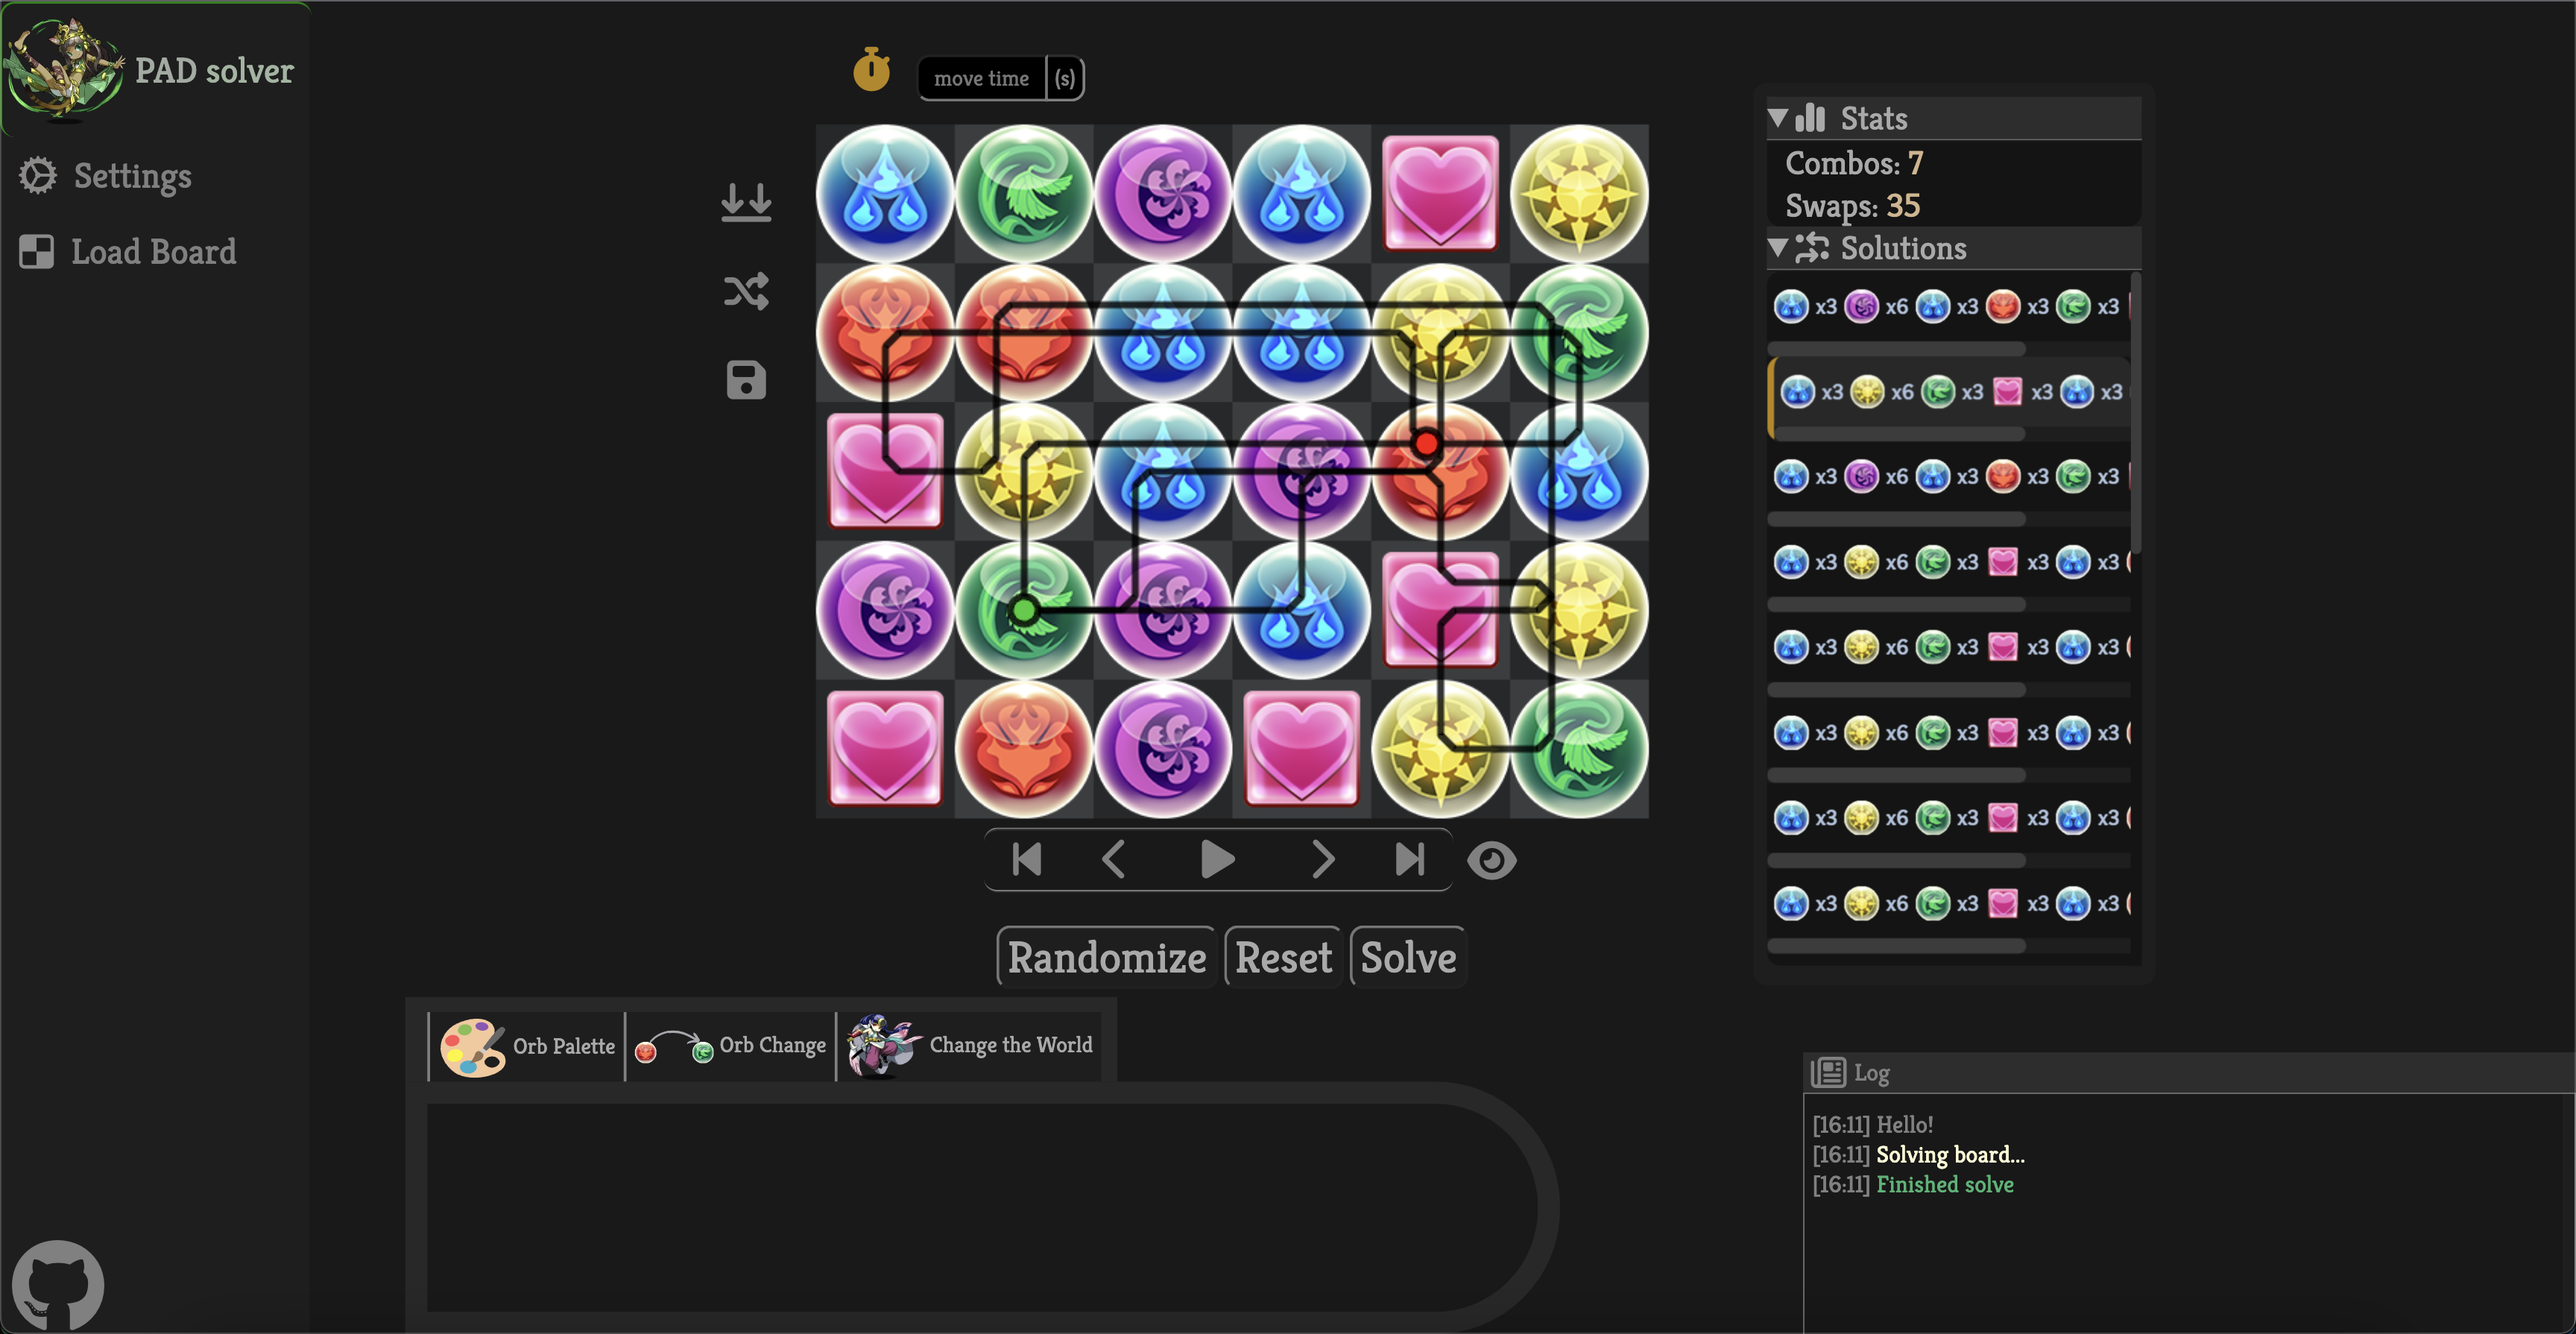 PAD solver
Settings
Load Board
move time (s)
Stats
Combos: 7
Swaps: 35
Solutions
x3 x6 x3 x3 x3
x3 x6 x3 x3 x3
x3 x6 x3 x3 x3
x3 x6 x3 x3 x3
x3 x6 x3 x3 x3
x3 x6 x3 x3 x3
x3 x6 x3 x3 x3
x3 x6 x3 x3 x3
Randomize Reset Solve
Orb Palette Orb Change Change the World
Log
[16:11] Hello!
[16:11] Solving board...
[16:11] Finished solve